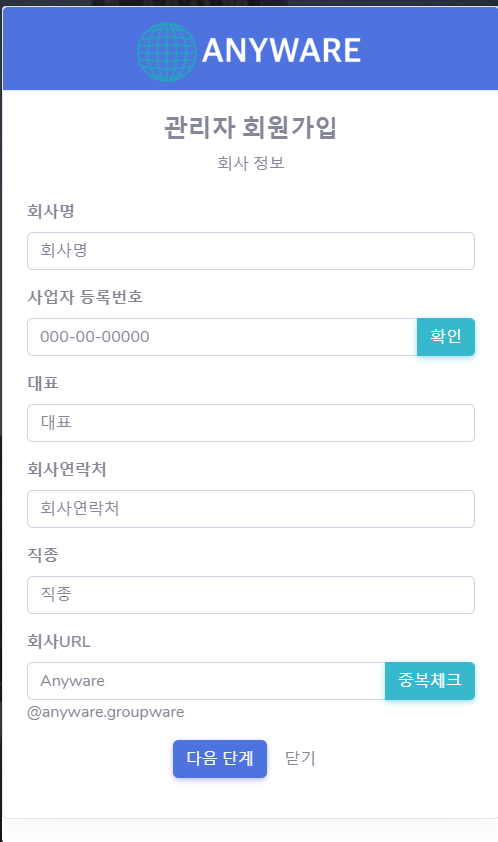 ANYWARE
관리자 회원가입
회사 정보
회사명
회사명
사업자 등록번호
000-00-00000 확인
대표
대표
회사연락처
회사연락처
직종
직종
회사URL
Anyware 중복체크
@anyware.groupware
다음 단계 닫기